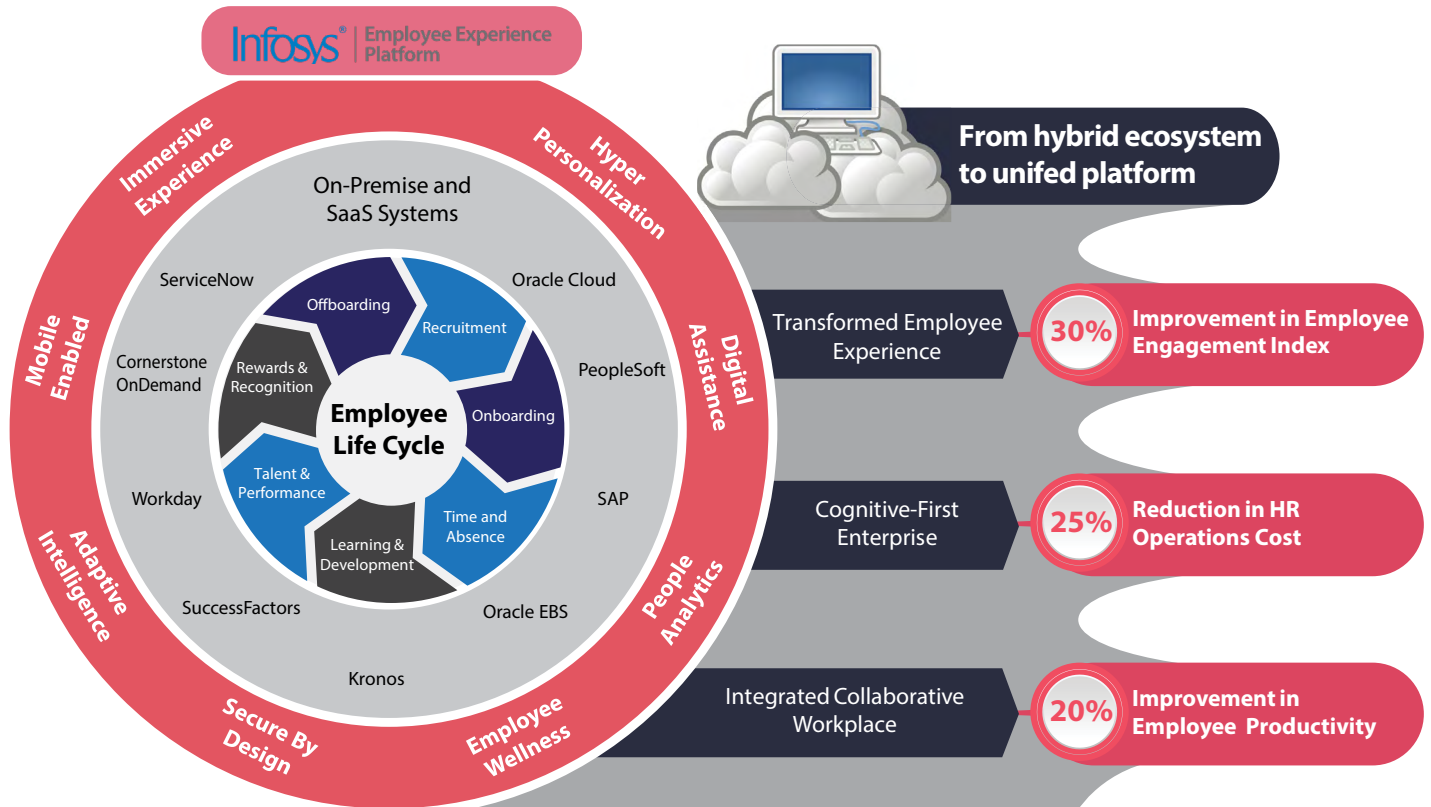 Infosys® | Employee Experience
Platform
Immersive
Experience
Hyper
Personalization
Digital
Assistance
People
Analytics
Employee
Wellness
Secure By
Design
Adaptive
Intelligence
Mobile
Enabled
On-Premise and
SaaS Systems
Oracle Cloud
PeopleSoft
SAP
Oracle EBS
Kronos
SuccessFactors
Workday
Cornerstone
OnDemand
ServiceNow
Offboarding
Recruitment
Onboarding
Time and
Absence
Learning &
Development
Talent &
Performance
Rewards &
Recognition
Employee
Life Cycle
From hybrid ecosystem
to unifed platform
Transformed Employee
Experience
30%
Improvement in Employee
Engagement Index
Cognitive-First
Enterprise
25%
Reduction in HR
Operations Cost
Integrated Collaborative
Workplace
20%
Improvement in
Employee Productivity